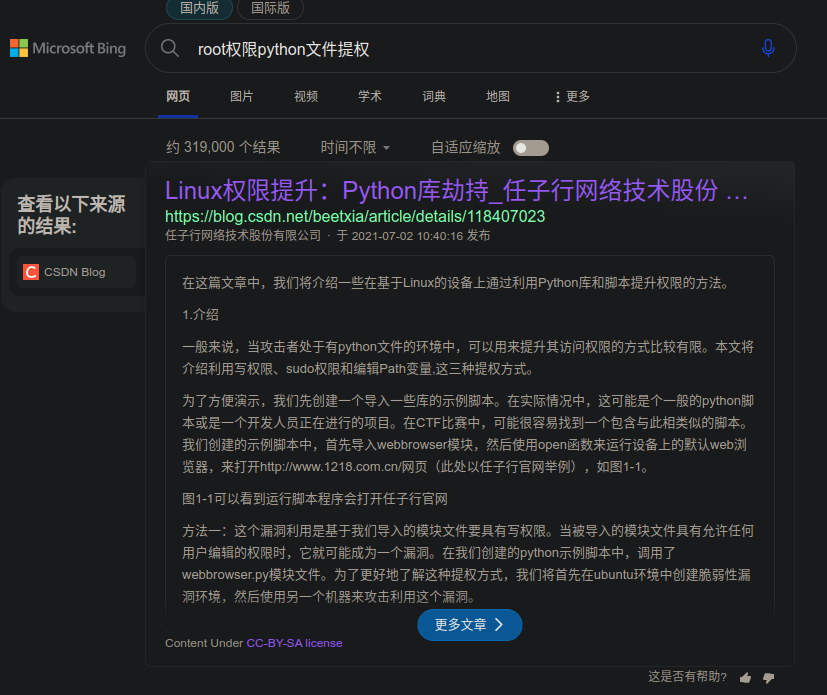 国内版 国际版
Microsoft Bing
root权限python文件提权
网页 图片 视频 学术 词典 地图 更多
约 319,000 个结果 时间不限 自适应缩放
查看以下来源
的结果:
CSDN Blog
Linux权限提升：Python库劫持_任子行网络技术股份 …
https://blog.csdn.net/beetxia/article/details/118407023
任子行网络技术股份有限公司 · 于 2021-07-02 10:40:16 发布
在这篇文章中，我们将介绍一些在基于Linux的设备上通过利用Python库和脚本提升权限的方法。
1.介绍
一般来说，当攻击者处于有python文件的环境中，可以用来提升其访问权限的方式比较有限。本文将
介绍利用写权限、sudo权限和编辑Path变量,这三种提权方式。
为了方便演示，我们先创建一个导入一些库的示例脚本。在实际情况中，这可能是个一般的python脚
本或是一个开发人员正在进行的项目。在CTF比赛中，可能很容易找到一个包含与此相类似的脚本。
我们创建的示例脚本中，首先导入webbrowser模块，然后使用open函数来运行设备上的默认web浏
览器，来打开http://www.1218.com.cn/网页（此处以任子行官网举例），如图1-1。
图1-1可以看到运行脚本程序会打开任子行官网
方法一：这个漏洞利用是基于我们导入的模块文件要具有写权限。当被导入的模块文件具有允许任何
用户编辑的权限时，它就可能成为一个漏洞。在我们创建的python示例脚本中，调用了
webbrowser.py模块文件。为了更好地了解这种提权方式，我们将首先在ubuntu环境中创建脆弱性漏
洞环境，然后使用另一个机器来攻击利用这个漏洞。
更多文章
Content Under CC-BY-SA license
这是否有帮助?